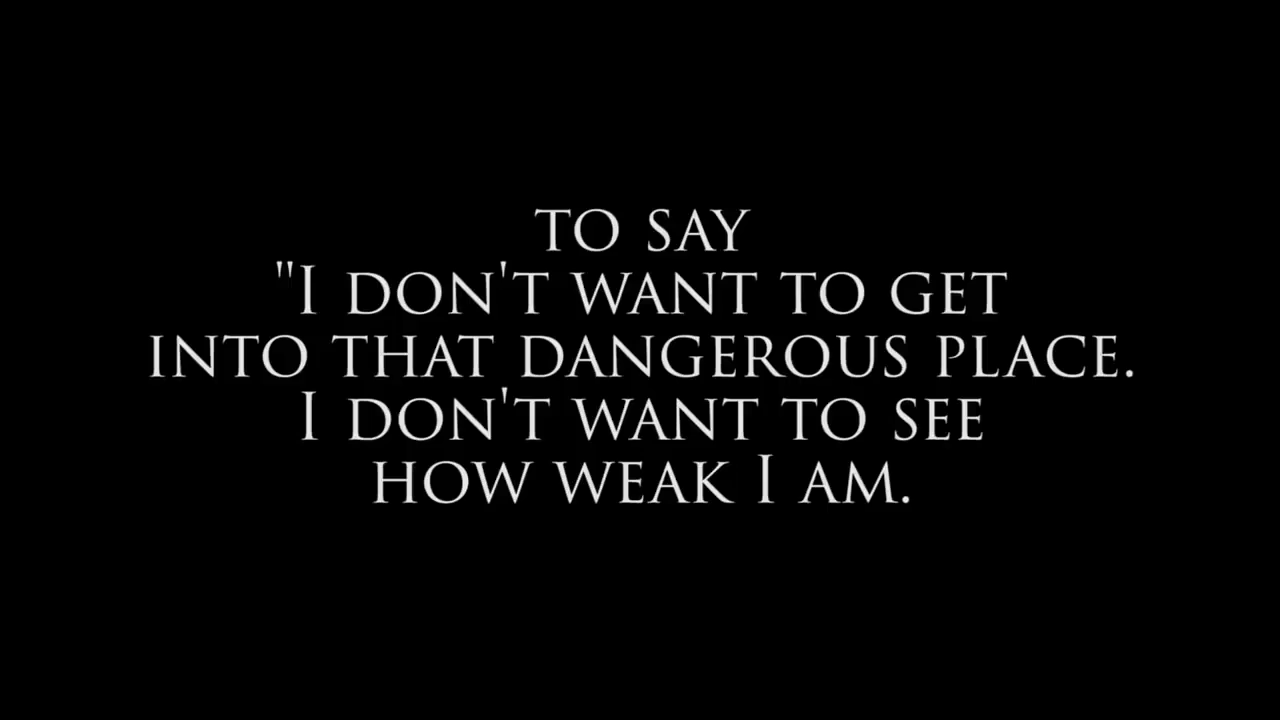 TO SAY
"I DON'T WANT TO GET
INTO THAT DANGEROUS PLACE.
I DON'T WANT TO SEE
HOW WEAK I AM.